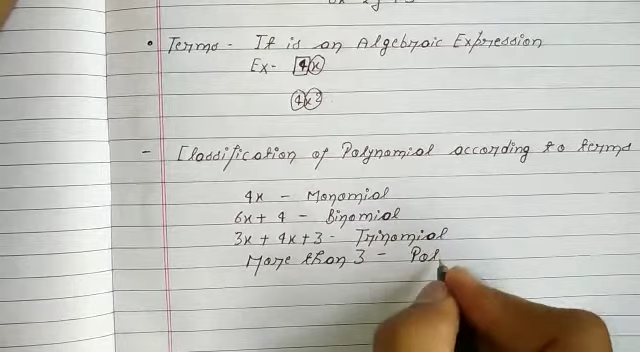 • Terms - It is an Algebraic Expression
Ex- 4x
4x2
- Classification of Polynomial according to terms
4x - Monomial
6x + 4 - Binomial
3x + 4x + 3 - Trinomial
More than 3 - Pol